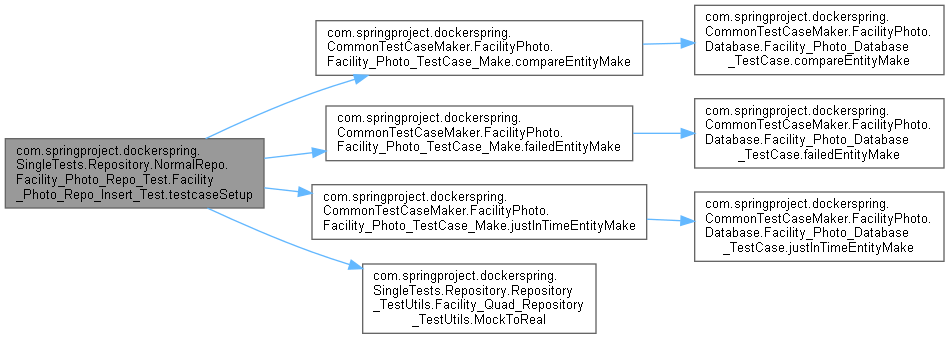 com.springproject.dockerspring.
SingleTests.Repository.NormalRepo.
Facility_Photo_Repo_Test.Facility
_Photo_Repo_Insert_Test.testcaseSetup
com.springproject.dockerspring.
CommonTestCaseMaker.FacilityPhoto.
Facility_Photo_TestCase_Make.compareEntityMake
com.springproject.dockerspring.
CommonTestCaseMaker.FacilityPhoto.
Database.Facility_Photo_Database
_TestCase.compareEntityMake
com.springproject.dockerspring.
CommonTestCaseMaker.FacilityPhoto.
Facility_Photo_TestCase_Make.failedEntityMake
com.springproject.dockerspring.
CommonTestCaseMaker.FacilityPhoto.
Database.Facility_Photo_Database
_TestCase.failedEntityMake
com.springproject.dockerspring.
CommonTestCaseMaker.FacilityPhoto.
Facility_Photo_TestCase_Make.justInTimeEntityMake
com.springproject.dockerspring.
CommonTestCaseMaker.FacilityPhoto.
Database.Facility_Photo_Database
_TestCase.justInTimeEntityMake
com.springproject.dockerspring.
SingleTests.Repository.Repository
_TestUtils.Facility_Quad_Repository
_TestUtils.MockToReal